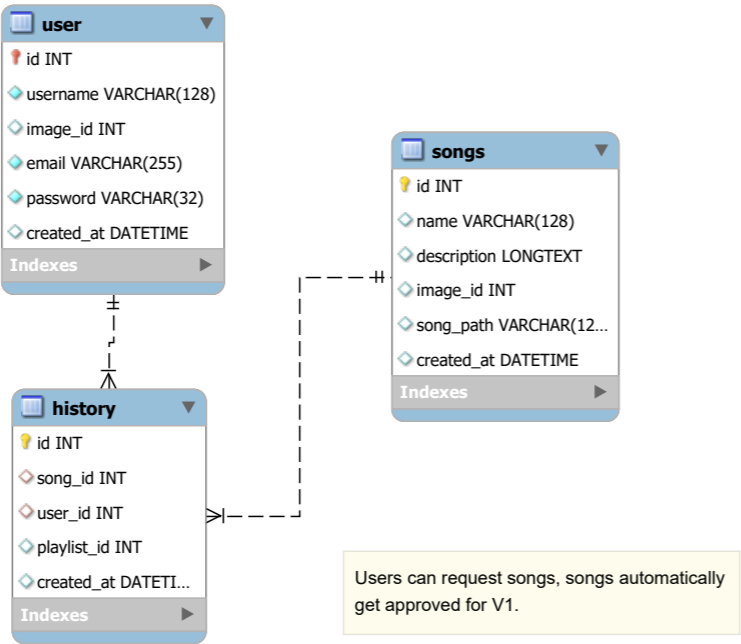 user
id INT
username VARCHAR(128)
image_id INT
email VARCHAR(255)
password VARCHAR(32)
created_at DATETIME
Indexes
songs
id INT
name VARCHAR(128)
description LONGTEXT
image_id INT
song_path VARCHAR(12...
created_at DATETIME
Indexes
history
id INT
song_id INT
user_id INT
playlist_id INT
created_at DATETI...
Indexes
Users can request songs, songs automatically
get approved for V1.